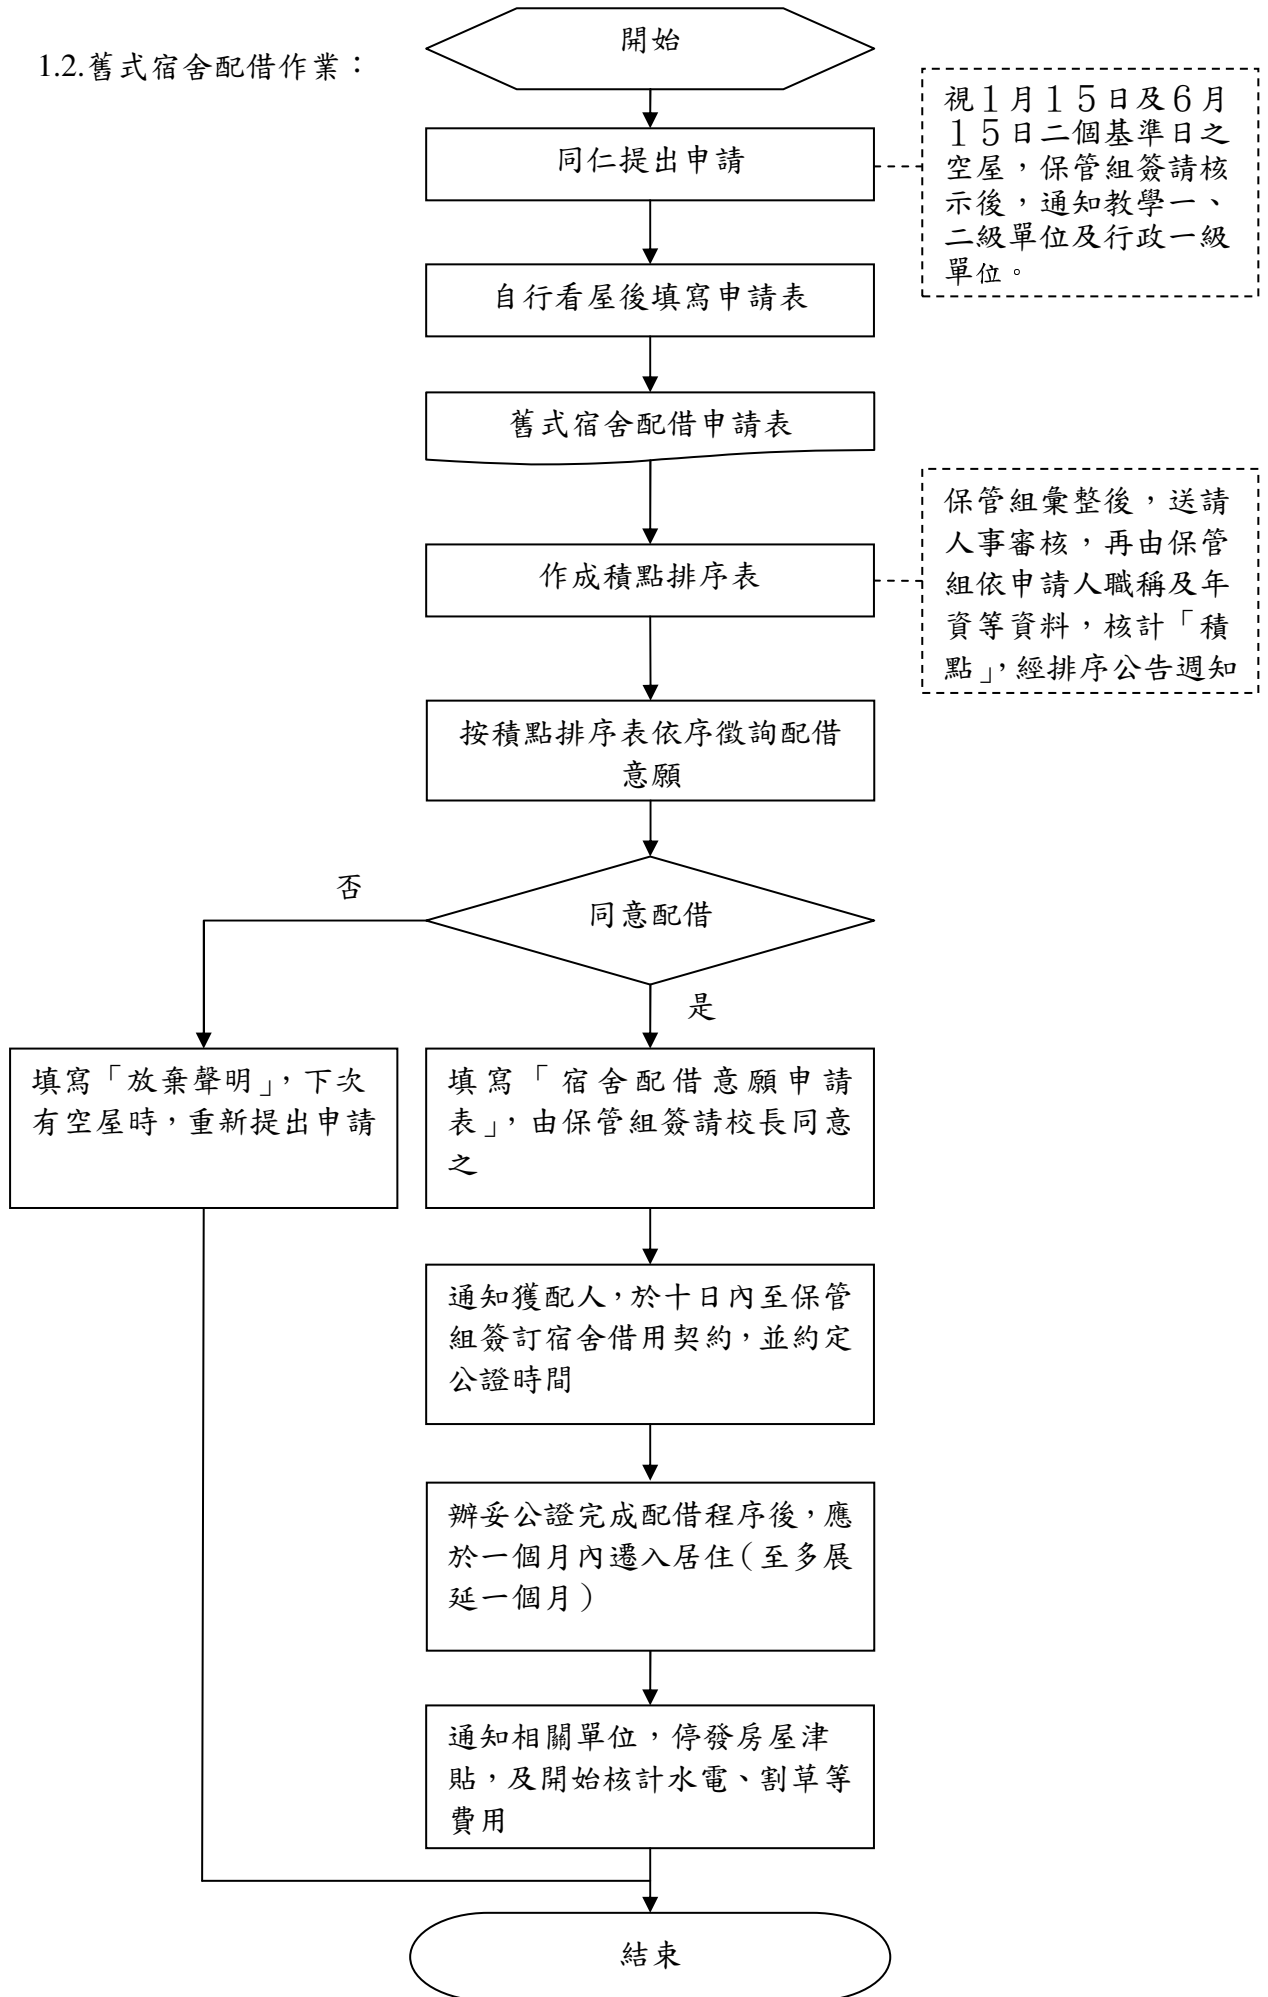 開始
1.2.舊式宿舍配借作業：
視１月１５日及６月
１５日二個基準日之
空屋，保管組簽請核
示後，通知教學一、
二級單位及行政一級
單位。
同仁提出申請
自行看屋後填寫申請表
舊式宿舍配借申請表
保管組彙整後，送請
人事審核，再由保管
組依申請人職稱及年
資等資料，核計「積
點」，經排序公告週知
作成積點排序表
按積點排序表依序徵詢配借
意願
否
同意配借
是
填寫「放棄聲明」，下次
有空屋時，重新提出申請
填寫「宿舍配借意願申請
表」，由保管組簽請校長同意
之
通知獲配人，於十日內至保管
組簽訂宿舍借用契約，並約定
公證時間
辦妥公證完成配借程序後，應
於一個月內遷入居住（至多展
延一個月）
通知相關單位，停發房屋津
貼，及開始核計水電、割草等
費用
結束